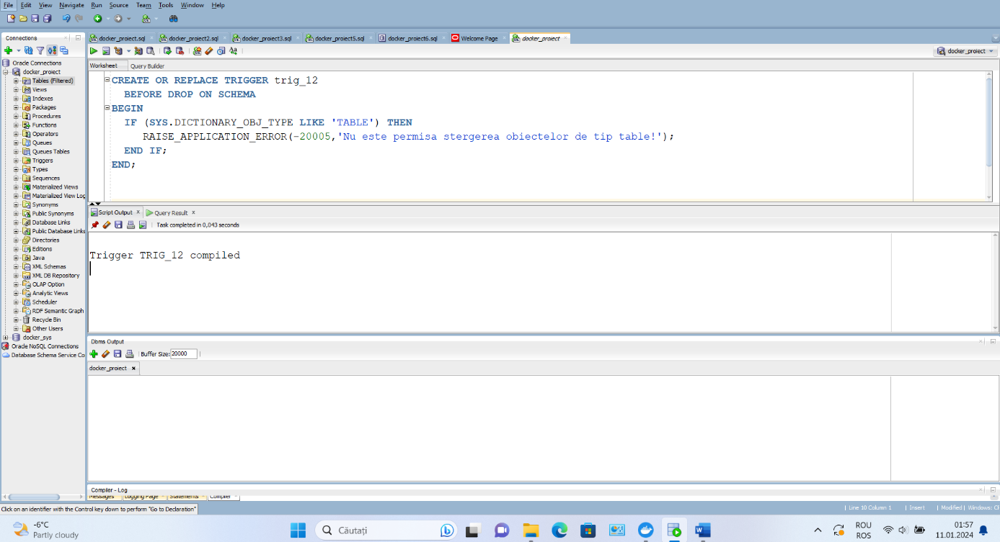 File Edit View Navigate Run Source Team Tools Window Help
Connections
docker_proiect.sql docker_proiect2.sql docker_proiect3.sql docker_proiect5.sql docker_proiect6.sql Welcome Page docker_proiect
docker_proiect
Worksheet Query Builder
Oracle Connections
docker_proiect
Tables (Filtered)
Views
Indexes
Packages
Procedures
Functions
Operators
Queues
Queues Tables
Triggers
Types
Sequences
Materialized Views
Materialized View Log
Synonyms
Public Synonyms
Database Links
Public Database Links
Directories
Editions
Java
XML Schemas
XML DB Repository
OLAP Option
Analytic Views
Scheduler
RDF Semantic Graph
Recycle Bin
Other Users
docker_sys
Oracle NoSQL Connections
Database Schema Service Co
CREATE OR REPLACE TRIGGER trig_12
BEFORE DROP ON SCHEMA
BEGIN
IF (SYS.DICTIONARY_OBJ_TYPE LIKE 'TABLE') THEN
RAISE_APPLICATION_ERROR(-20005,'Nu este permisa stergerea obiectelor de tip table!');
END IF;
END;
Script Output x Query Result x
Task completed in 0,043 seconds
Trigger TRIG_12 compiled
Dbms Output
Buffer Size: 20000
docker_proiect
Compiler - Log
Messages Logging Page Statements Compiler
Click on an identifier with the Control key down to perform "Go to Declaration"
Line 10 Column 1 Insert Modified Windows: Cl
-6°C
Partly cloudy
Căutați
ROU
ROS
01:57
11.01.2024